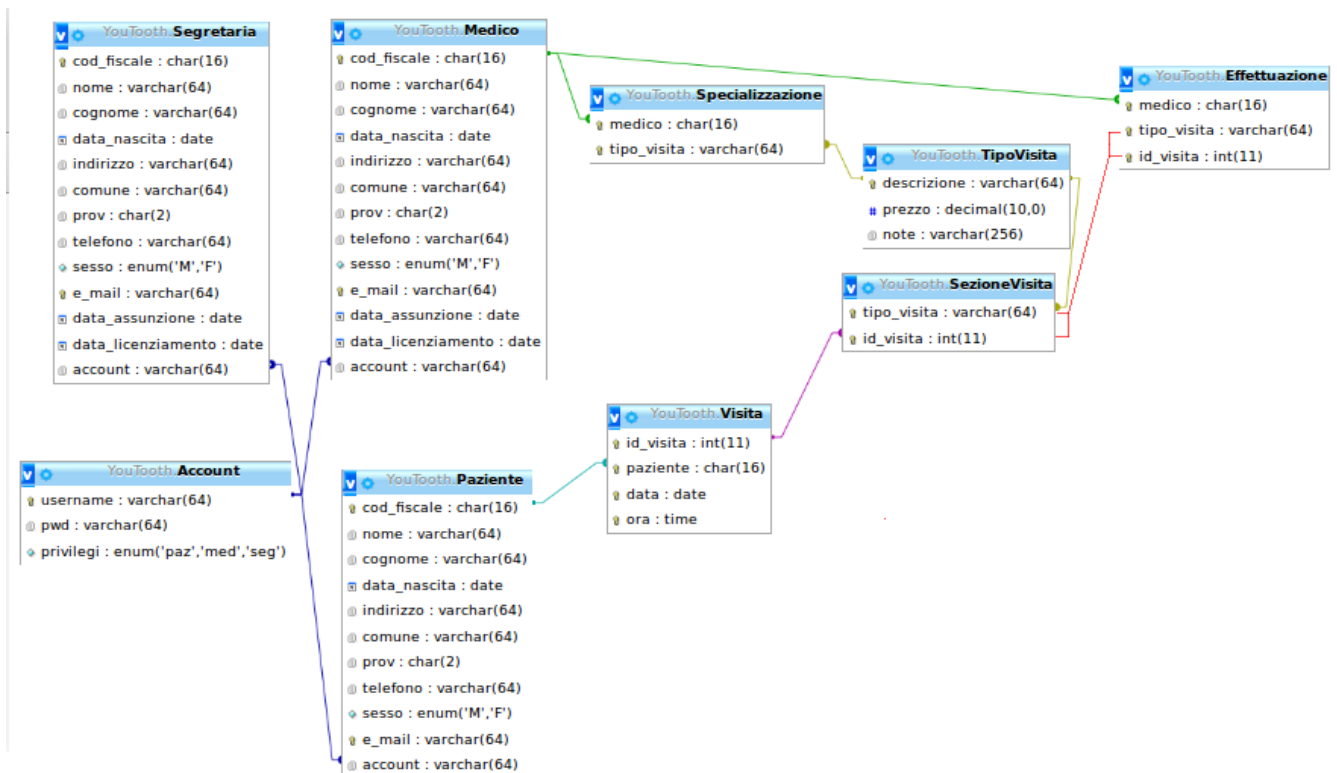 YouTooth.Segretaria
cod_fiscale : char(16)
nome : varchar(64)
cognome : varchar(64)
data_nascita : date
indirizzo : varchar(64)
comune : varchar(64)
prov : char(2)
telefono : varchar(64)
sesso : enum('M','F')
e_mail : varchar(64)
data_assunzione : date
data_licenziamento : date
account : varchar(64)
YouTooth.Medico
cod_fiscale : char(16)
nome : varchar(64)
cognome : varchar(64)
data_nascita : date
indirizzo : varchar(64)
comune : varchar(64)
prov : char(2)
telefono : varchar(64)
sesso : enum('M','F')
e_mail : varchar(64)
data_assunzione : date
data_licenziamento : date
account : varchar(64)
YouTooth.Specializzazione
medico : char(16)
tipo_visita : varchar(64)
YouTooth.Effettuazione
medico : char(16)
tipo_visita : varchar(64)
id_visita : int(11)
YouTooth.TipoVisita
descrizione : varchar(64)
# prezzo : decimal(10,0)
note : varchar(256)
YouTooth.SezioneVisita
tipo_visita : varchar(64)
id_visita : int(11)
YouTooth.Visita
id_visita : int(11)
paziente : char(16)
data : date
ora : time
YouTooth.Account
username : varchar(64)
pwd : varchar(64)
privilegi : enum('paz','med','seg')
YouTooth.Paziente
cod_fiscale : char(16)
nome : varchar(64)
cognome : varchar(64)
data_nascita : date
indirizzo : varchar(64)
comune : varchar(64)
prov : char(2)
telefono : varchar(64)
sesso : enum('M','F')
e_mail : varchar(64)
account : varchar(64)